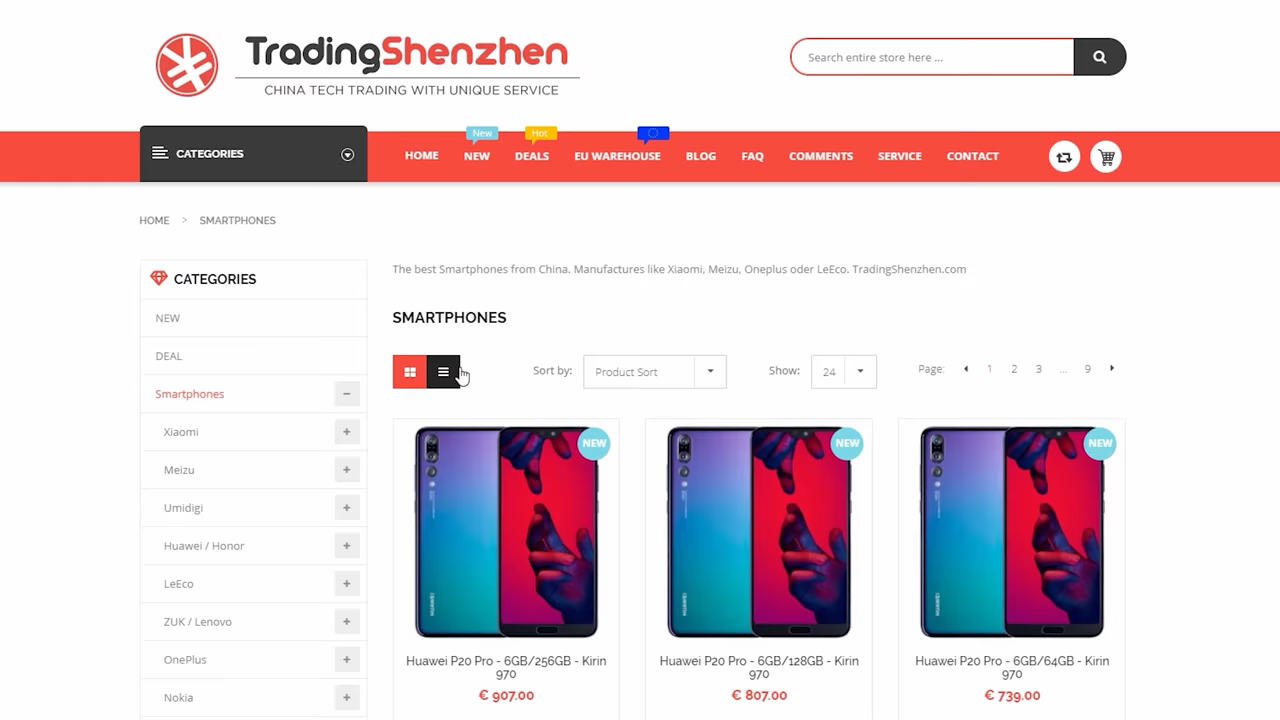 TradingShenzhen
CHINA TECH TRADING WITH UNIQUE SERVICE
Search entire store here ...
CATEGORIES
New
Hot
HOME
NEW
DEALS
EU WAREHOUSE
BLOG
FAQ
COMMENTS
SERVICE
CONTACT
HOME > SMARTPHONES
CATEGORIES
NEW
DEAL
Smartphones
Xiaomi
Meizu
Umidigi
Huawei / Honor
LeEco
ZUK / Lenovo
OnePlus
Nokia
The best Smartphones from China. Manufactures like Xiaomi, Meizu, Oneplus oder LeEco. TradingShenzhen.com
SMARTPHONES
Sort by: Product Sort
Show: 24
Page: 1 2 3 ... 9
NEW
Huawei P20 Pro - 6GB/256GB - Kirin
970
€ 907.00
NEW
Huawei P20 Pro - 6GB/128GB - Kirin
970
€ 807.00
NEW
Huawei P20 Pro - 6GB/64GB - Kirin
970
€ 739.00